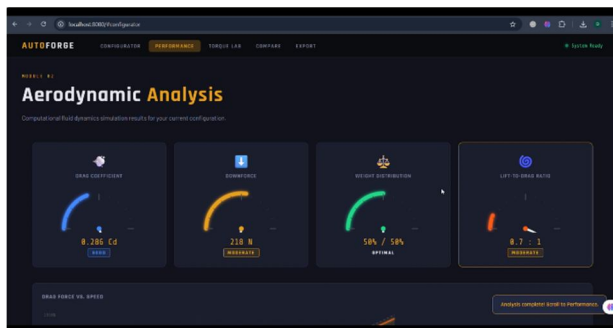 localhost:8080/#configurator
AUTOFORGE
CONFIGURATOR
PERFORMANCE
TORQUE LAB
COMPARE
EXPORT
System Ready
Aerodynamic Analysis
Computational fluid dynamics simulation results for your current configuration
DRAG COEFFICIENT
0.286 Cd
GOOD
DOWNFORCE
218 N
MODERATE
WEIGHT DISTRIBUTION
50% / 50%
OPTIMAL
LIFT-TO-DRAG RATIO
0.7 : 1
MODERATE
DRAG FORCE VS. SPEED
Analysis complete! Scroll to Performance.